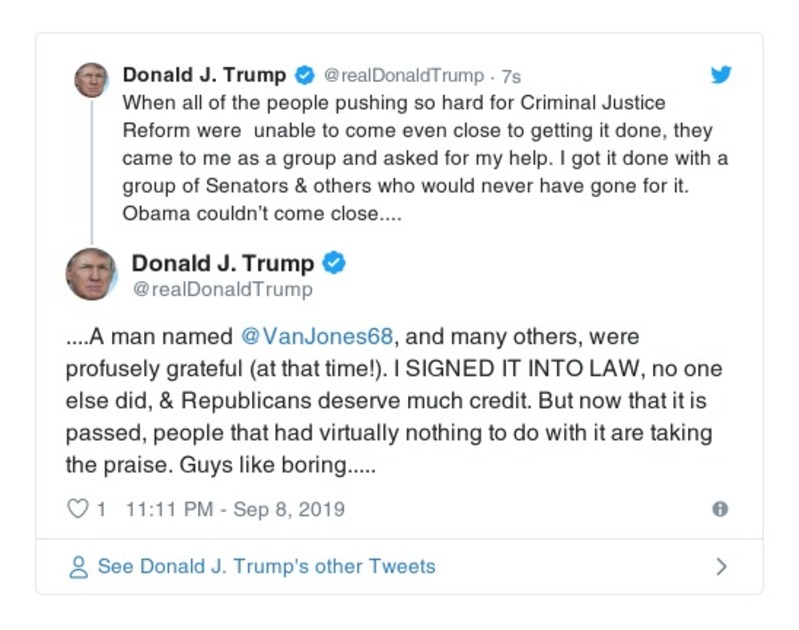 Donald J. Trump @realDonaldTrump · 7s
When all of the people pushing so hard for Criminal Justice
Reform were  unable to come even close to getting it done, they
came to me as a group and asked for my help. I got it done with a
group of Senators & others who would never have gone for it.
Obama couldn't come close....
Donald J. Trump
@realDonaldTrump
....A man named @VanJones68, and many others, were
profusely grateful (at that time!). I SIGNED IT INTO LAW, no one
else did, & Republicans deserve much credit. But now that it is
passed, people that had virtually nothing to do with it are taking
the praise. Guys like boring.....
1 11:11 PM - Sep 8, 2019
See Donald J. Trump's other Tweets